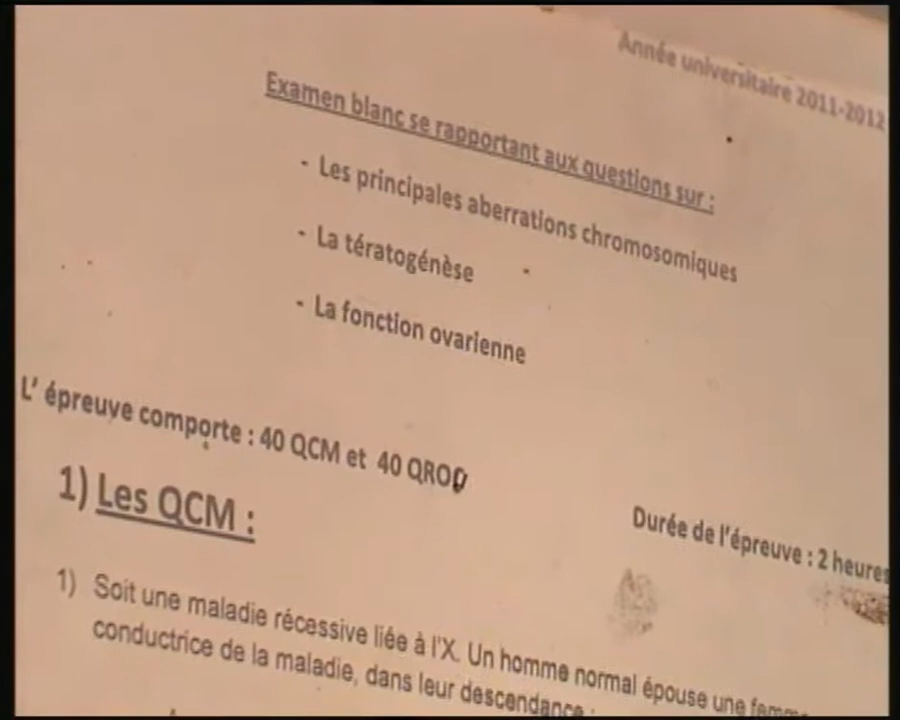 Année universitaire 2011-2012
Examen blanc se rapportant aux questions sur :
- Les principales aberrations chromosomiques
- La tératogénèse
- La fonction ovarienne
L' épreuve comporte : 40 QCM et 40 QROC
Durée de l'épreuve : 2 heures
1) Les QCM :
1) Soit une maladie récessive liée à l'X. Un homme normal épouse une femme
conductrice de la maladie, dans leur descendance :